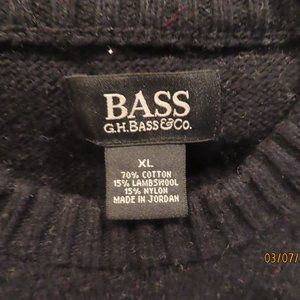 BASS
G.H.BASS&CO.
XL
70% COTTON
15% LAMBSWOOL
15% NYLON
MADE IN JORDAN
03/07/